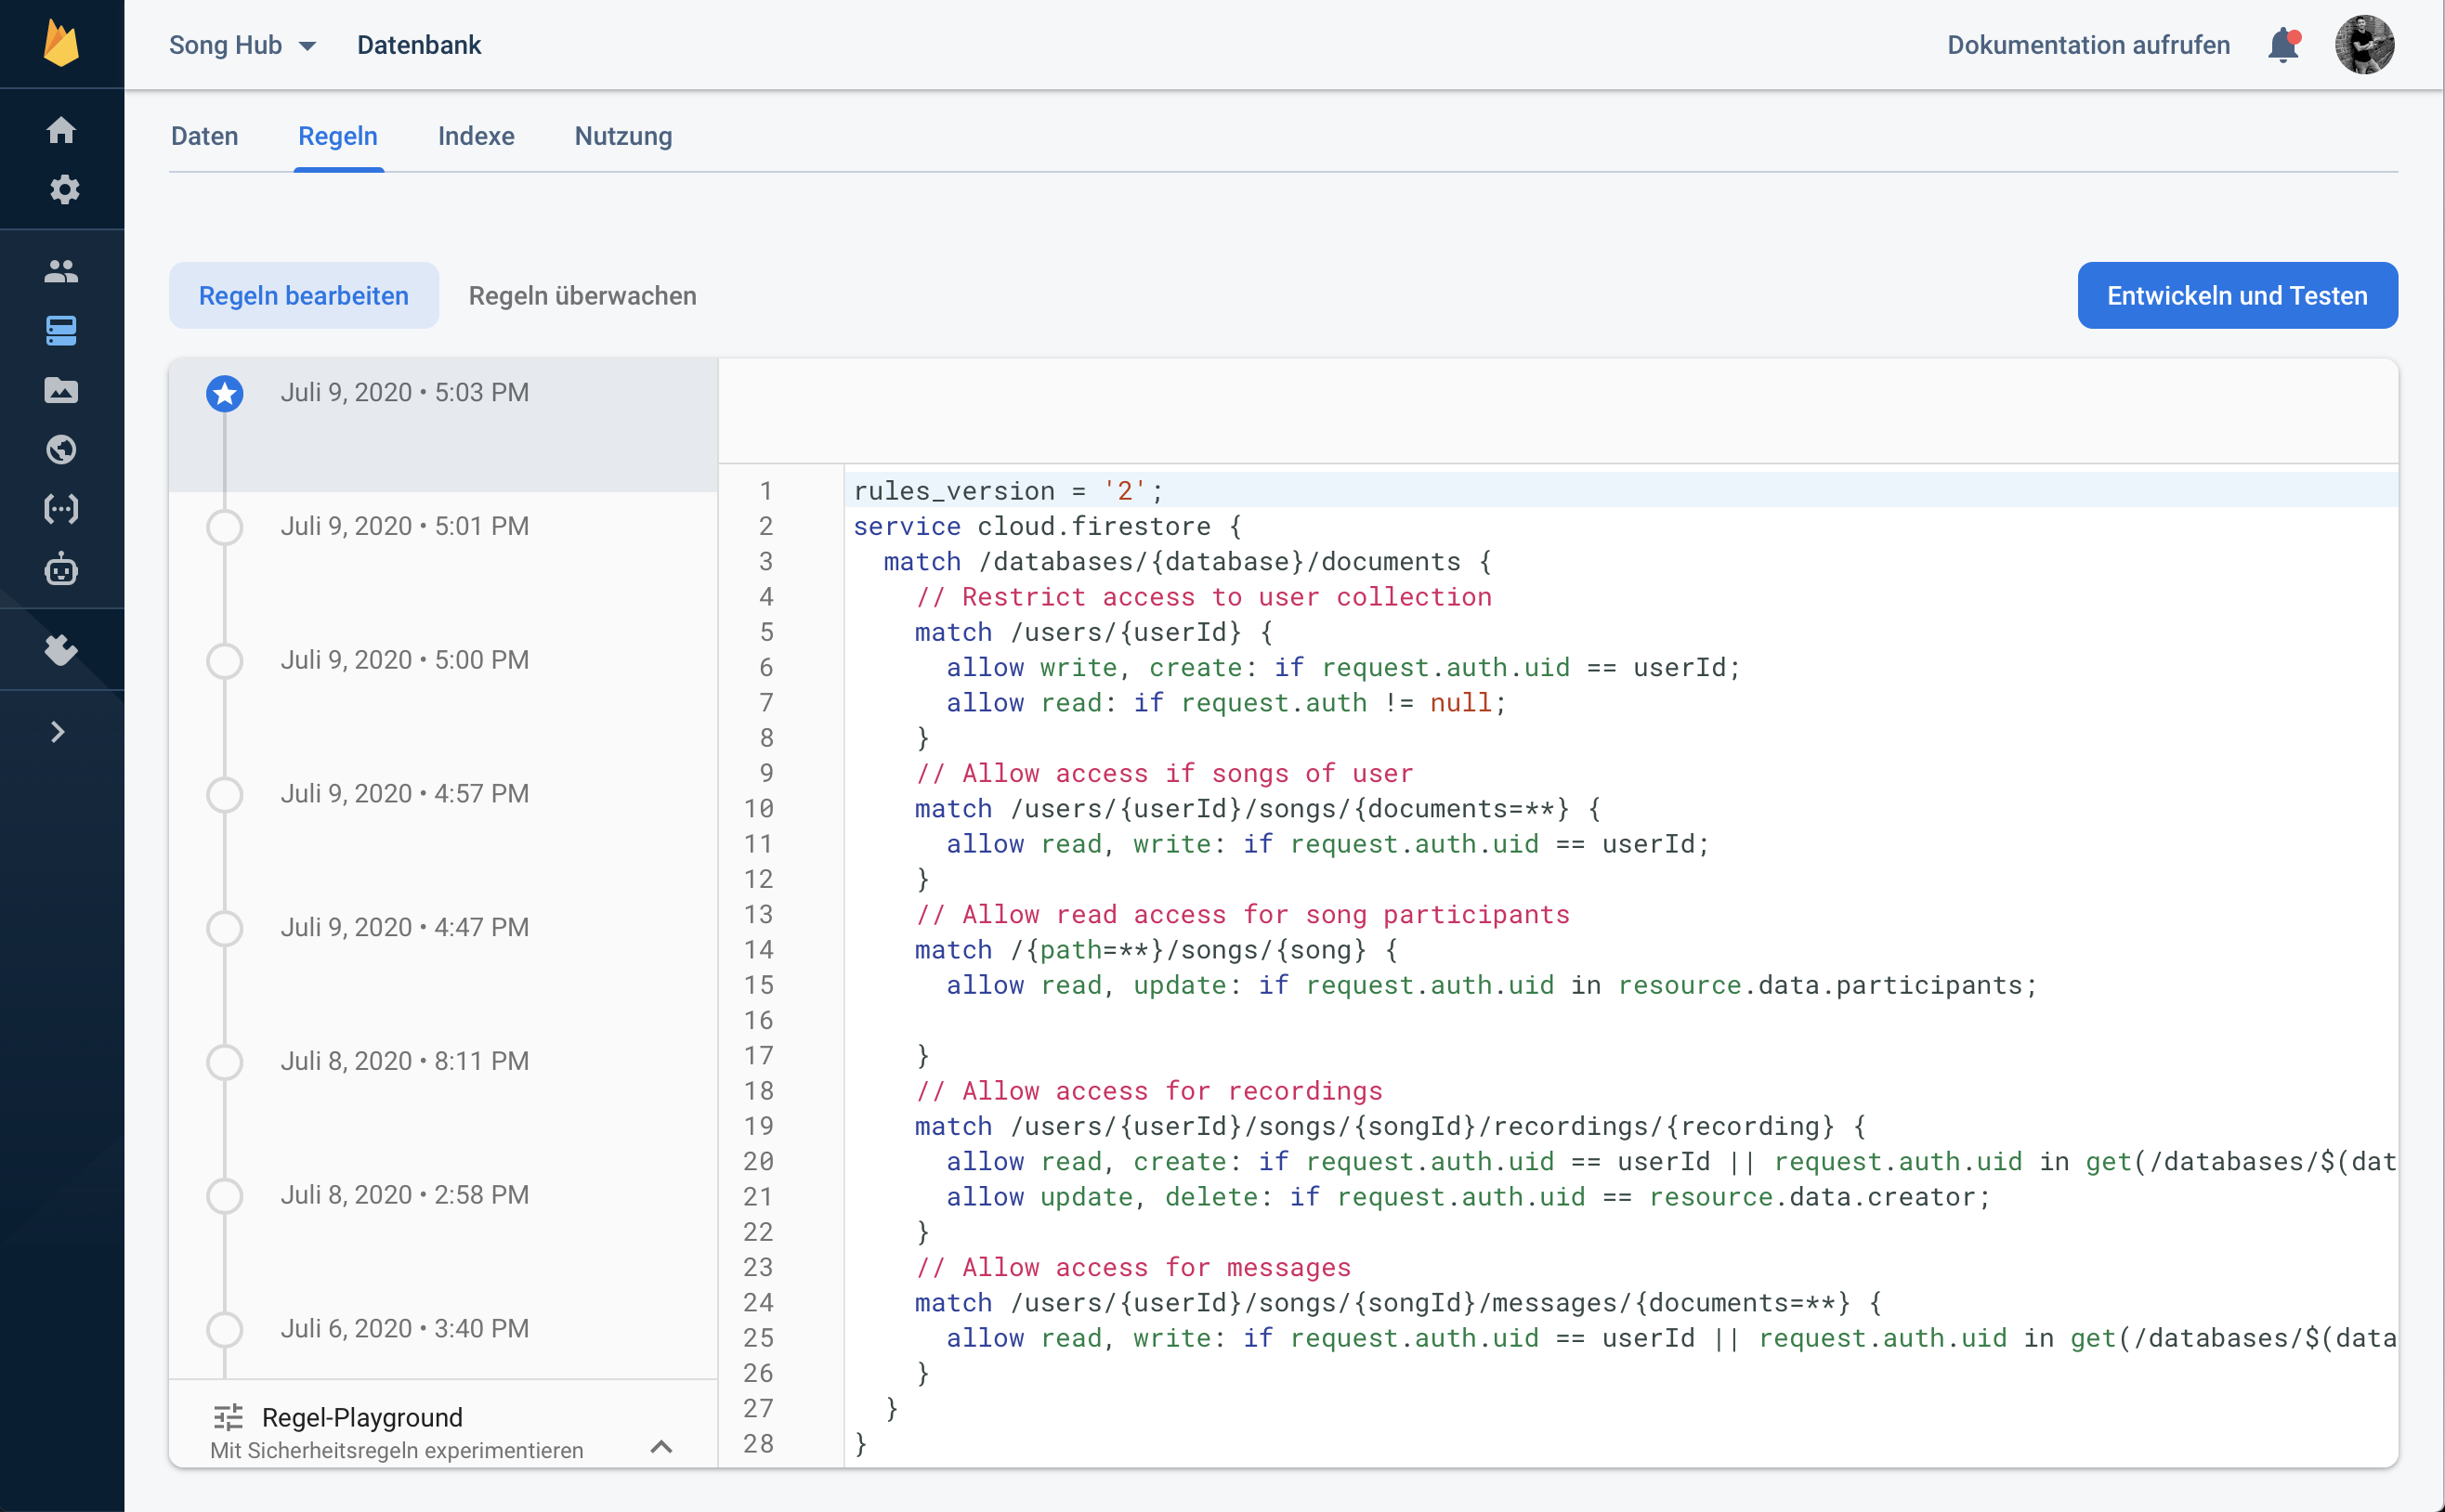 Song Hub Datenbank Dokumentation aufrufen
Daten Regeln Indexe Nutzung
Regeln bearbeiten Regeln überwachen Entwickeln und Testen
Juli 9, 2020 • 5:03 PM
Juli 9, 2020 • 5:01 PM
Juli 9, 2020 • 5:00 PM
Juli 9, 2020 • 4:57 PM
Juli 9, 2020 • 4:47 PM
Juli 8, 2020 • 8:11 PM
Juli 8, 2020 • 2:58 PM
Juli 6, 2020 • 3:40 PM
Regel-Playground
Mit Sicherheitsregeln experimentieren
1 rules_version = '2';
2 service cloud.firestore {
3   match /databases/{database}/documents {
4     // Restrict access to user collection
5     match /users/{userId} {
6       allow write, create: if request.auth.uid == userId;
7       allow read: if request.auth != null;
8     }
9     // Allow access if songs of user
10     match /users/{userId}/songs/{documents=**} {
11       allow read, write: if request.auth.uid == userId;
12     }
13     // Allow read access for song participants
14     match /{path=**}/songs/{song} {
15       allow read, update: if request.auth.uid in resource.data.participants;
16
17     }
18     // Allow access for recordings
19     match /users/{userId}/songs/{songId}/recordings/{recording} {
20       allow read, create: if request.auth.uid == userId || request.auth.uid in get(/databases/$(dat
21       allow update, delete: if request.auth.uid == resource.data.creator;
22     }
23     // Allow access for messages
24     match /users/{userId}/songs/{songId}/messages/{documents=**} {
25       allow read, write: if request.auth.uid == userId || request.auth.uid in get(/databases/$(data
26     }
27   }
28 }